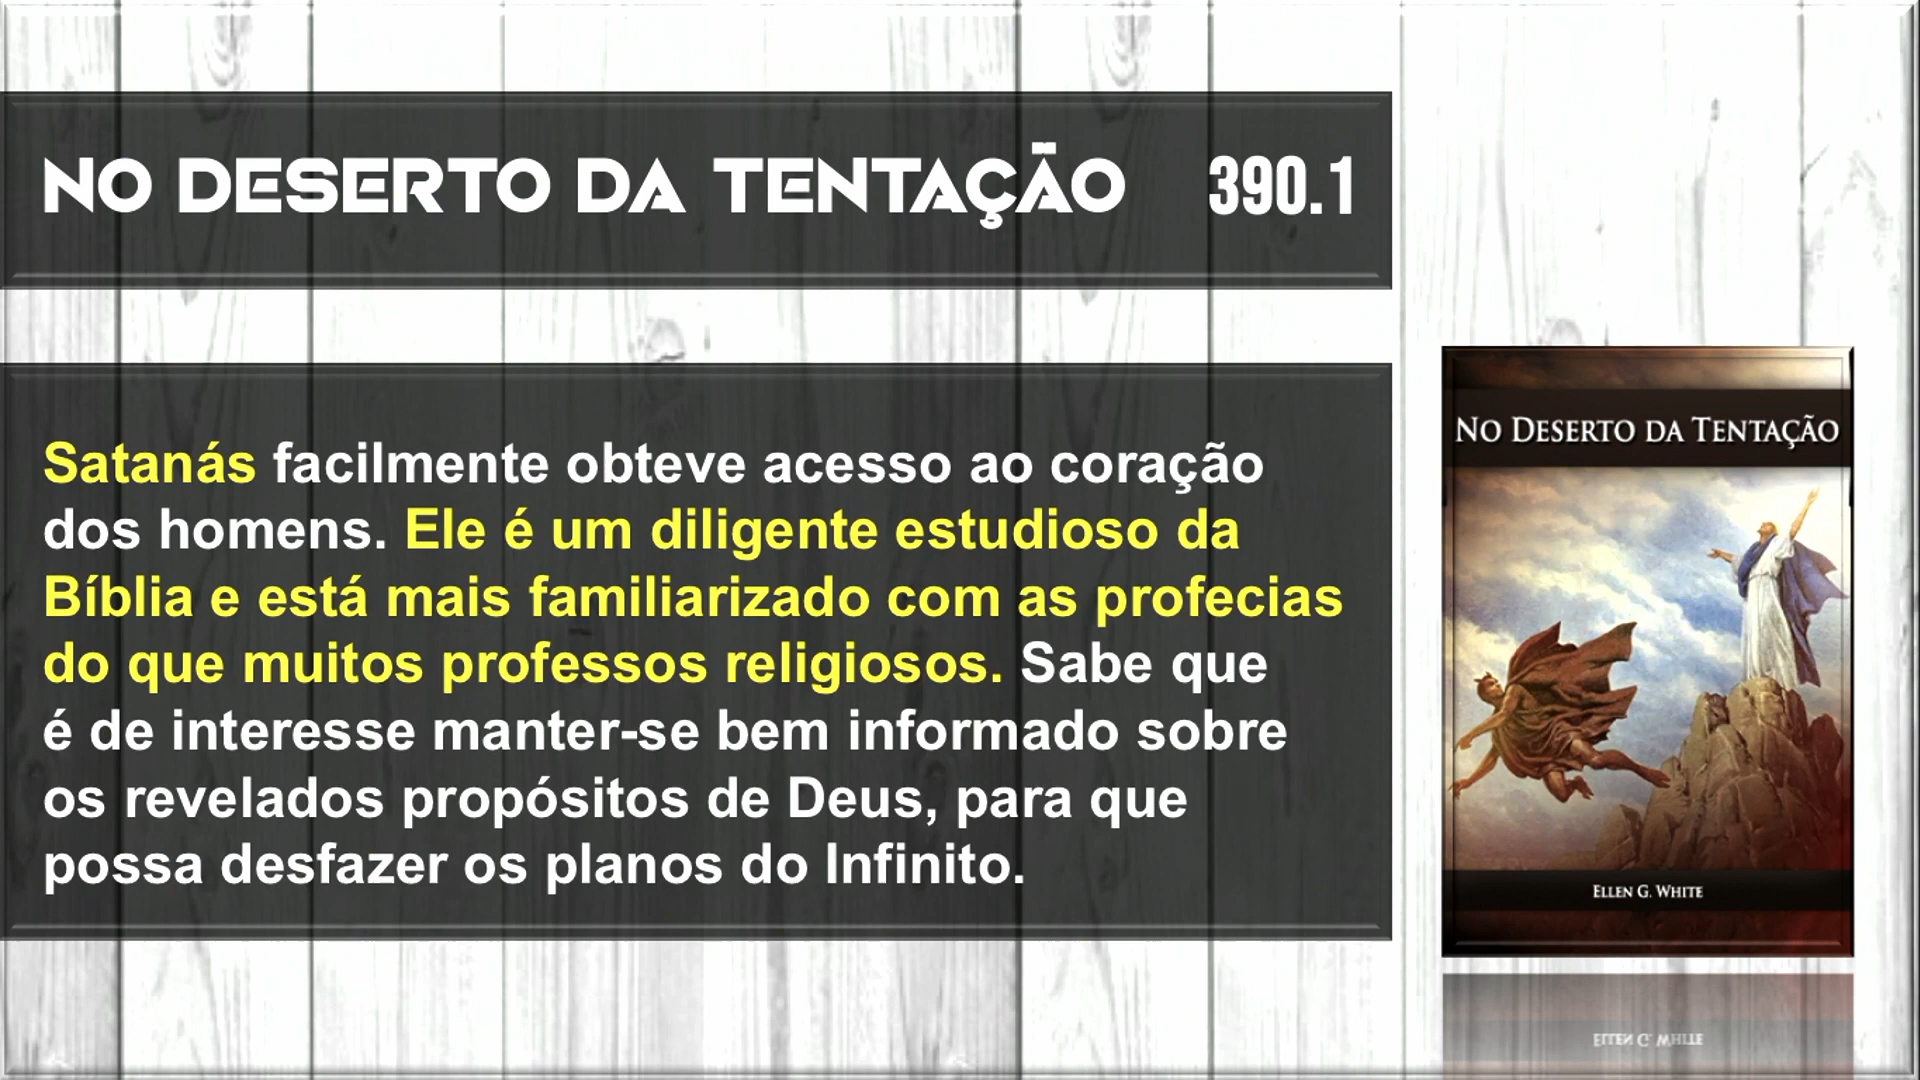 NO DESERTO DA TENTAÇÃO 390.1
Satanás facilmente obteve acesso ao coração
dos homens. Ele é um diligente estudioso da
Bíblia e está mais familiarizado com as profecias
do que muitos professos religiosos. Sabe que
é de interesse manter-se bem informado sobre
os revelados propósitos de Deus, para que
possa desfazer os planos do Infinito.
NO DESERTO DA TENTAÇÃO
ELLEN G. WHITE
ELLEN G. WHITE